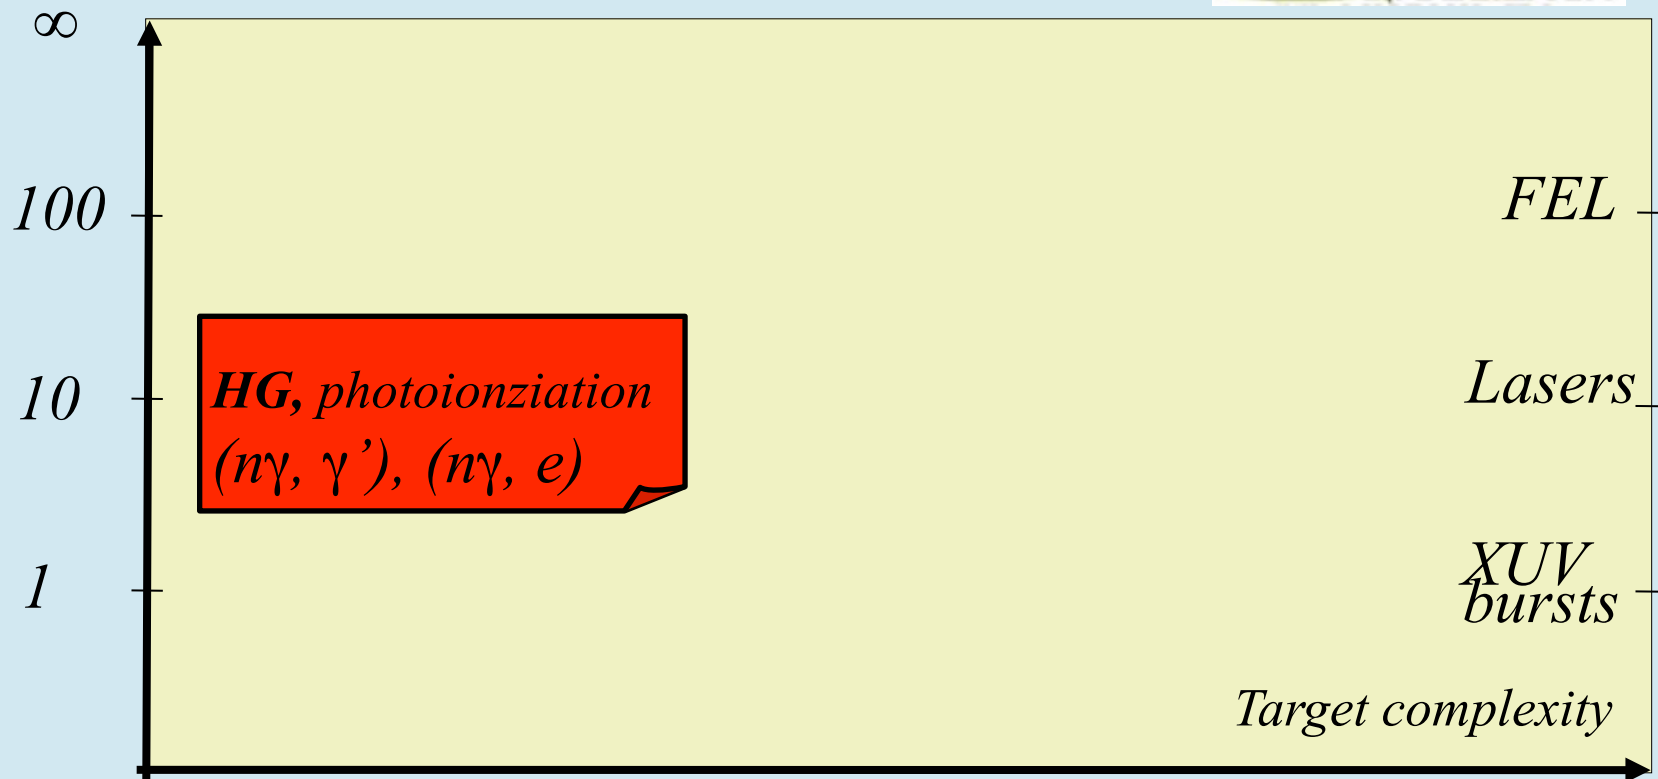 ∞
100
FEL
HG, photoionziation
Lasers
10
(nγ, γ’), (nγ, e)
XUV
1
bursts
Target complexity